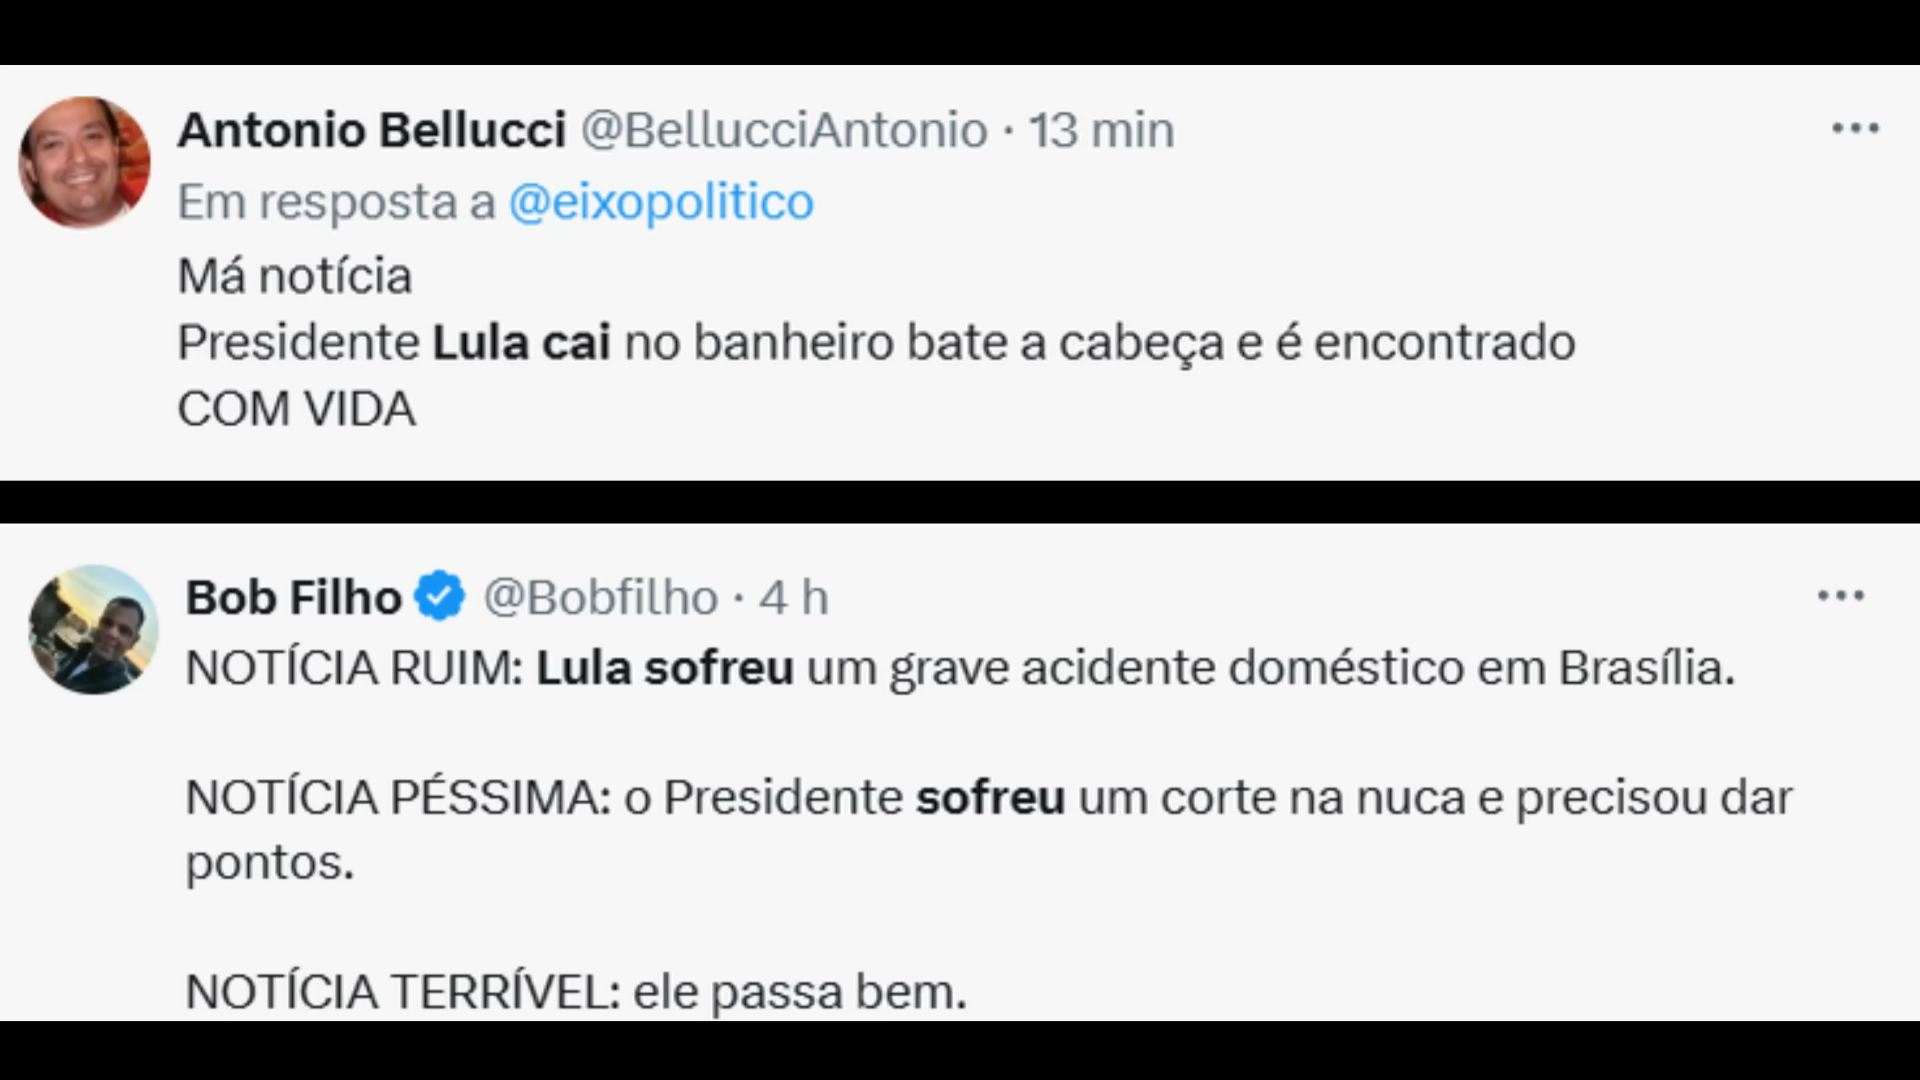 Antonio Bellucci @BellucciAntonio · 13 min
Em resposta a @eixopolitico
Má notícia
Presidente Lula cai no banheiro bate a cabeça e é encontrado
COM VIDA
Bob Filho @Bobfilho · 4 h
NOTÍCIA RUIM: Lula sofreu um grave acidente doméstico em Brasília.
NOTÍCIA PÉSSIMA: o Presidente sofreu um corte na nuca e precisou dar
pontos.
NOTÍCIA TERRÍVEL: ele passa bem.